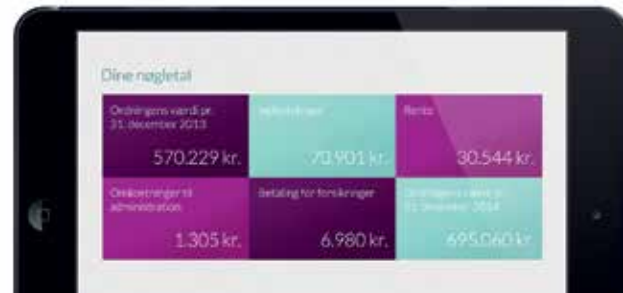 Dine nøgletal
Ordningens værdi pr.
31. december 2013
570.229 kr.
Indbetalinger
70.901 kr.
Rente
30.544 kr.
Omkostninger til
administration
1.305 kr.
Betaling for forsikringer
6.980 kr.
Ordningens værdi pr.
31. december 2014
695.060 kr.